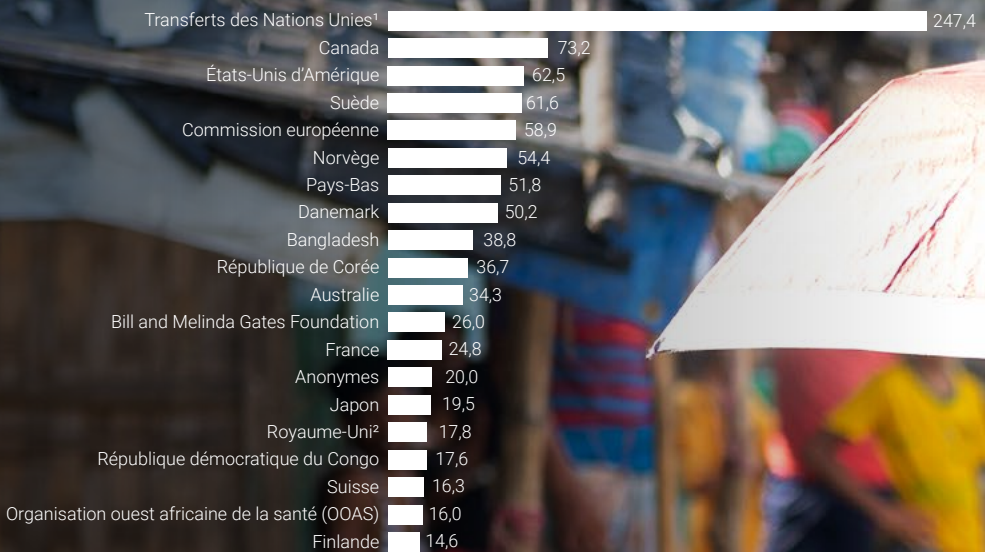 Transferts des Nations Unies¹ 247,4
Canada 73,2
États-Unis d'Amérique 62,5
Suède 61,6
Commission européenne 58,9
Norvège 54,4
Pays-Bas 51,8
Danemark 50,2
Bangladesh 38,8
République de Corée 36,7
Australie 34,3
Bill and Melinda Gates Foundation 26,0
France 24,8
Anonymes 20,0
Japon 19,5
Royaume-Uni² 17,8
République démocratique du Congo 17,6
Suisse 16,3
Organisation ouest africaine de la santé (OOAS) 16,0
Finlande 14,6